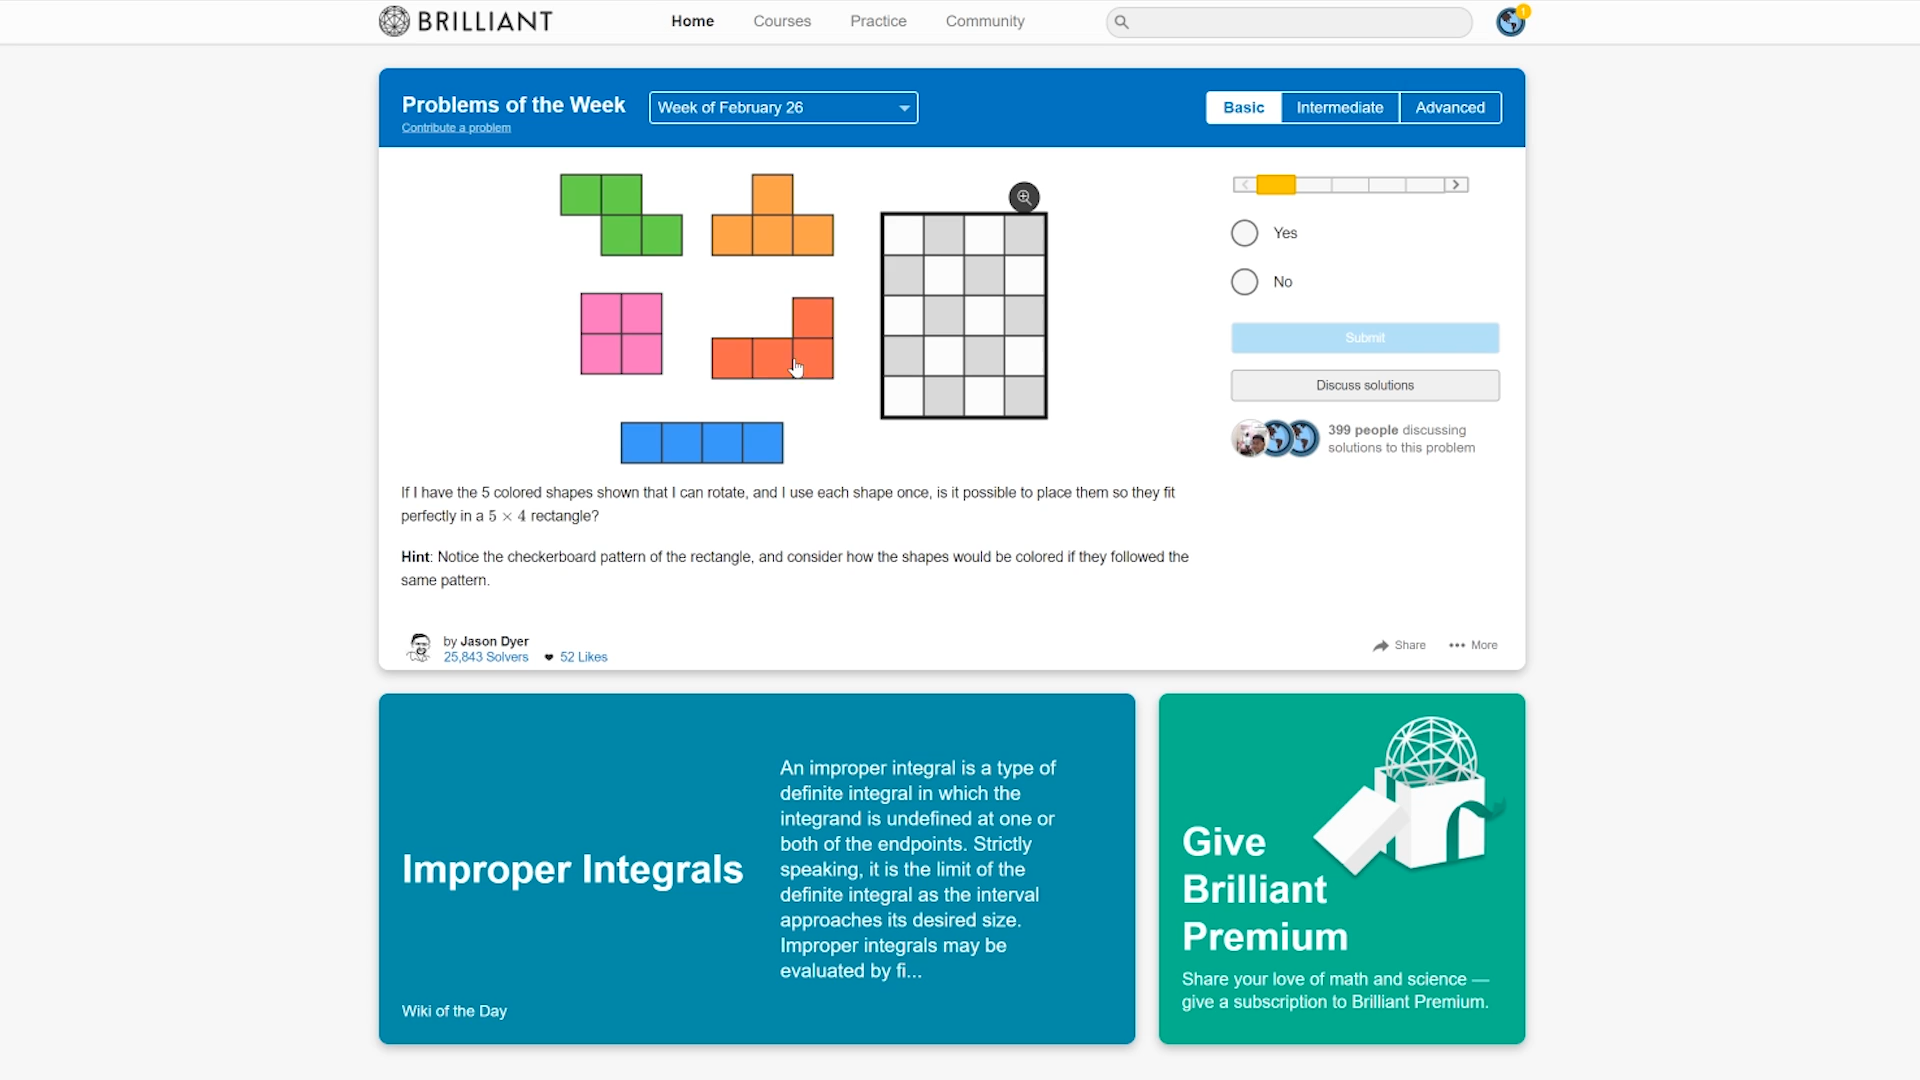 BRILLIANT
Home
Courses
Practice
Community
1
Problems of the Week
Contribute a problem
Week of February 26
Basic
Intermediate
Advanced
Yes
No
Submit
Discuss solutions
399 people discussing
solutions to this problem
If I have the 5 colored shapes shown that I can rotate, and I use each shape once, is it possible to place them so they fit
perfectly in a 5 × 4 rectangle?
Hint: Notice the checkerboard pattern of the rectangle, and consider how the shapes would be colored if they followed the
same pattern.
by Jason Dyer
25,843 Solvers
52 Likes
Share
More
Improper Integrals
An improper integral is a type of
definite integral in which the
integrand is undefined at one or
both of the endpoints. Strictly
speaking, it is the limit of the
definite integral as the interval
approaches its desired size.
Improper integrals may be
evaluated by fi...
Wiki of the Day
Give
Brilliant
Premium
Share your love of math and science —
give a subscription to Brilliant Premium.